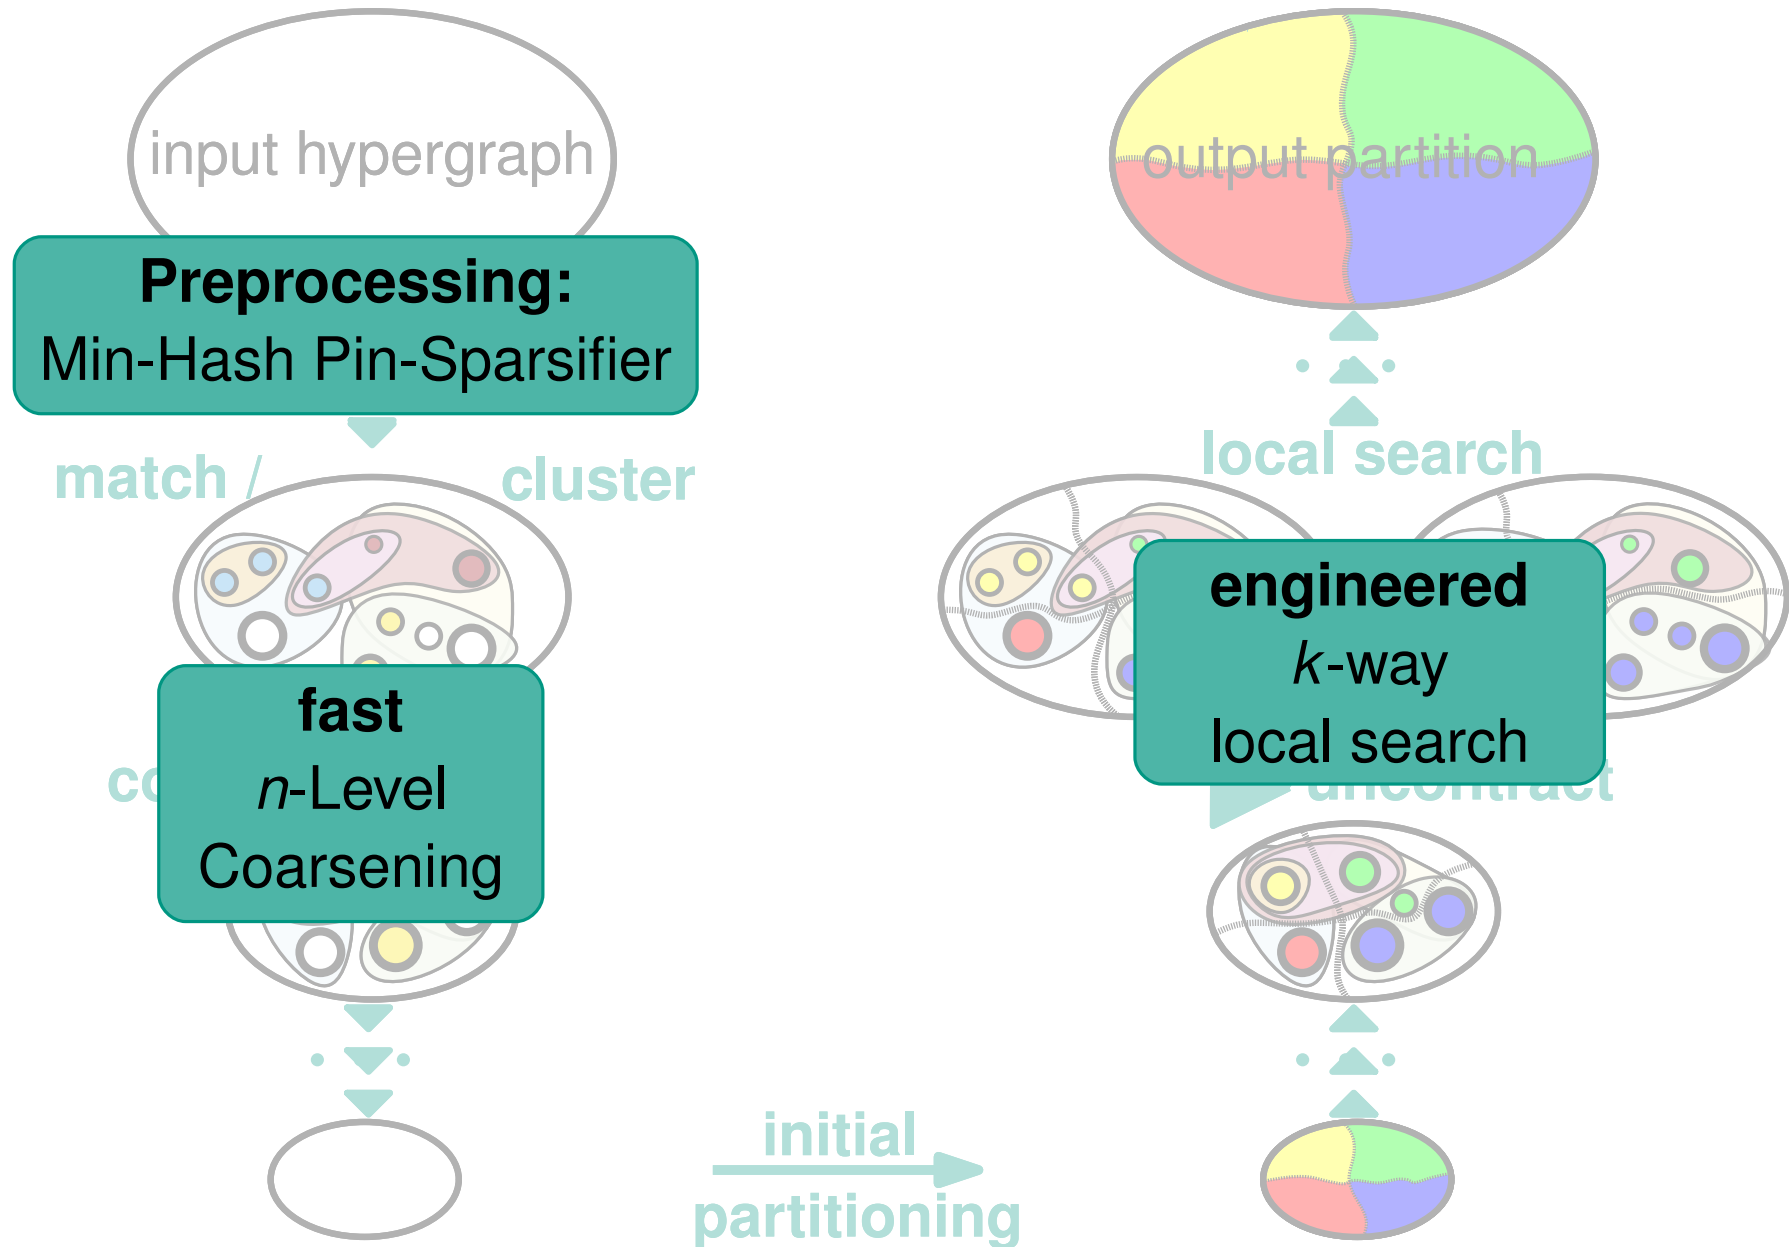 input hypergraph
Preprocessing:
Min-Hash Pin-Sparsifier
match /
cluster
fast
n-Level
Coarsening
initial
partitioning
output partition
local search
engineered
k-way
local search
uncontract